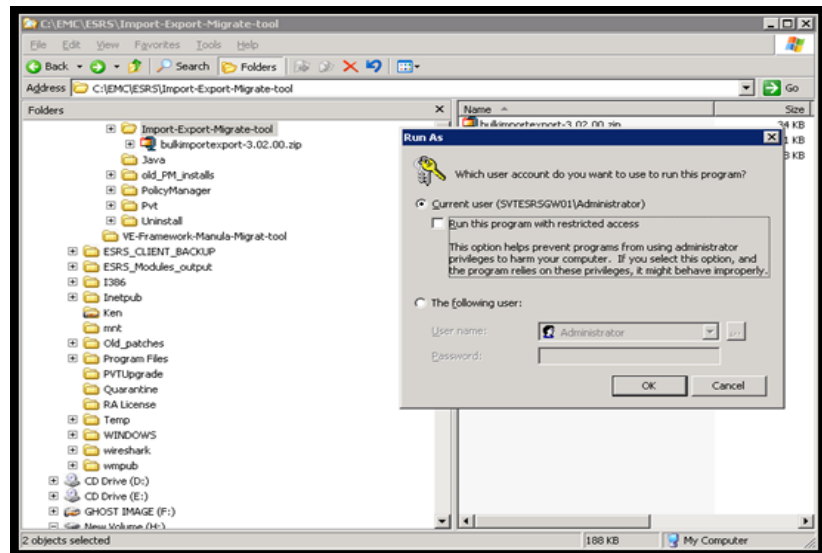 C:\EMC\ESRS\Import-Export-Migrate-tool
File Edit View Favorites Tools Help
Back Search Folders
Address C:\EMC\ESRS\Import-Export-Migrate-tool Go
Folders
Import-Export-Migrate-tool
bulkimportexport-3.02.00.zip
Java
old_PM_installs
PolicyManager
Pvt
Uninstall
VE-Framework-Manula-Migrat-tool
ESRS_CLIENT_BACKUP
ESRS_Modules_output
I386
Inetpub
Ken
mnt
Old_patches
Program Files
PVTUpgrade
Quarantine
RA License
Temp
WINDOWS
wireshark
wmpub
CD Drive (D:)
CD Drive (E:)
GHOST IMAGE (F:)
New Volume (H:)
Name Size
bulkimportexport-3.02.00.zip 34 KB
1 KB
3 KB
Run As
Which user account do you want to use to run this program?
Current user (SVTESRSGW01\Administrator)
Run this program with restricted access
This option helps prevent programs from using administrator
privileges to harm your computer. If you select this option, and
the program relies on these privileges, it might behave improperly.
The following user:
User name: Administrator ...
Password:
OK Cancel
2 objects selected 188 KB My Computer